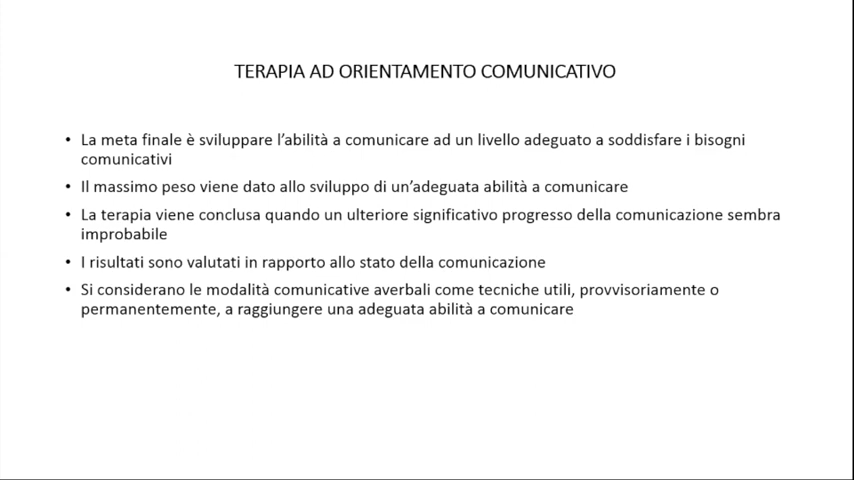 TERAPIA AD ORIENTAMENTO COMUNICATIVO
• La meta finale è sviluppare l'abilità a comunicare ad un livello adeguato a soddisfare i bisogni
comunicativi
• Il massimo peso viene dato allo sviluppo di un'adeguata abilità a comunicare
• La terapia viene conclusa quando un ulteriore significativo progresso della comunicazione sembra
improbabile
• I risultati sono valutati in rapporto allo stato della comunicazione
• Si considerano le modalità comunicative averbali come tecniche utili, provvisoriamente o
permanentemente, a raggiungere una adeguata abilità a comunicare